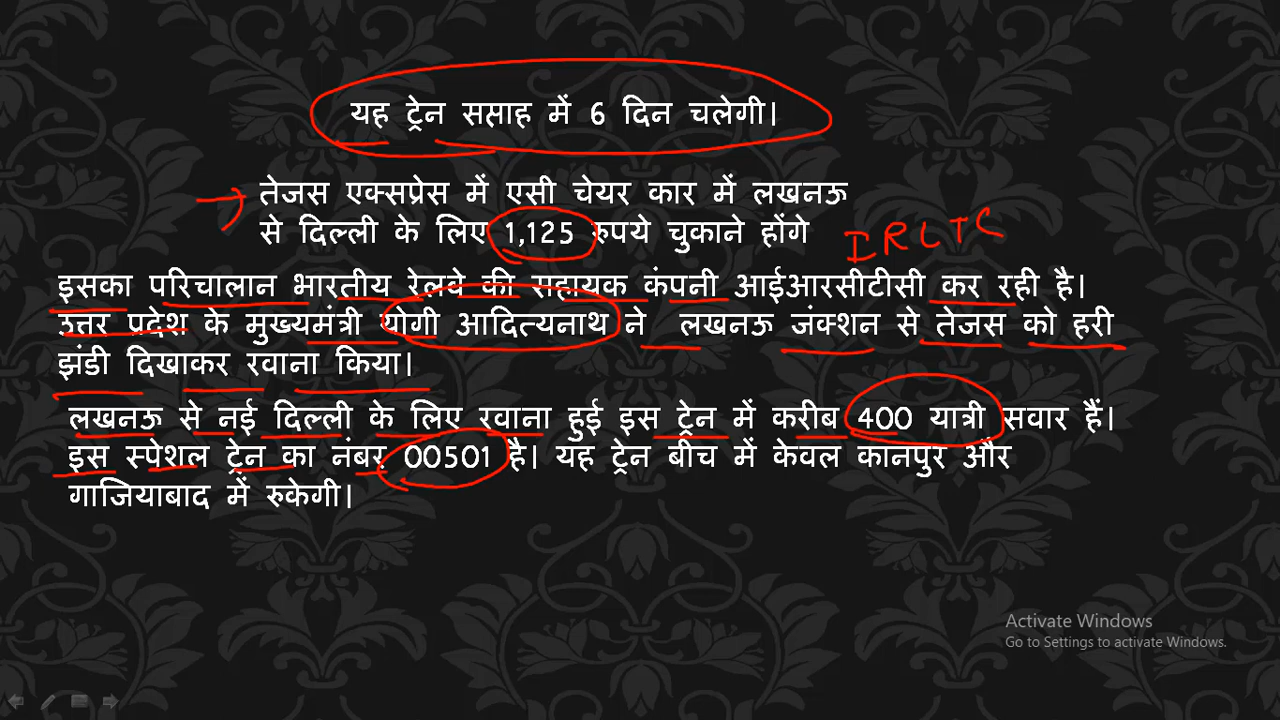 यह ट्रेन सप्ताह में 6 दिन चलेगी।
तेजस एक्सप्रेस में एसी चेयर कार में लखनऊ
से दिल्ली के लिए 1,125 रुपये चुकाने होंगे
IRCTC
इसका परिचालान भारतीय रेलवे की सहायक कंपनी आईआरसीटीसी कर रही है।
उत्तर प्रदेश के मुख्यमंत्री योगी आदित्यनाथ ने लखनऊ जंक्शन से तेजस को हरी
झंडी दिखाकर रवाना किया।
लखनऊ से नई दिल्ली के लिए रवाना हुई इस ट्रेन में करीब 400 यात्री सवार हैं।
इस स्पेशल ट्रेन का नंबर 00501 है। यह ट्रेन बीच में केवल कानपुर और
गाजियाबाद में रुकेगी।
Activate Windows
Go to Settings to activate Windows.